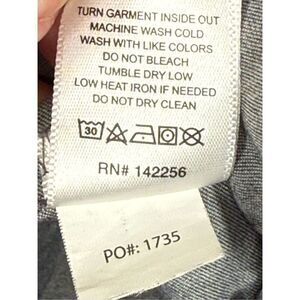 TURN GARMENT INSIDE OUT
MACHINE WASH COLD
WASH WITH LIKE COLORS
DO NOT BLEACH
TUMBLE DRY LOW
LOW HEAT IRON IF NEEDED
DO NOT DRY CLEAN
30
RN# 142256
PO#: 1735